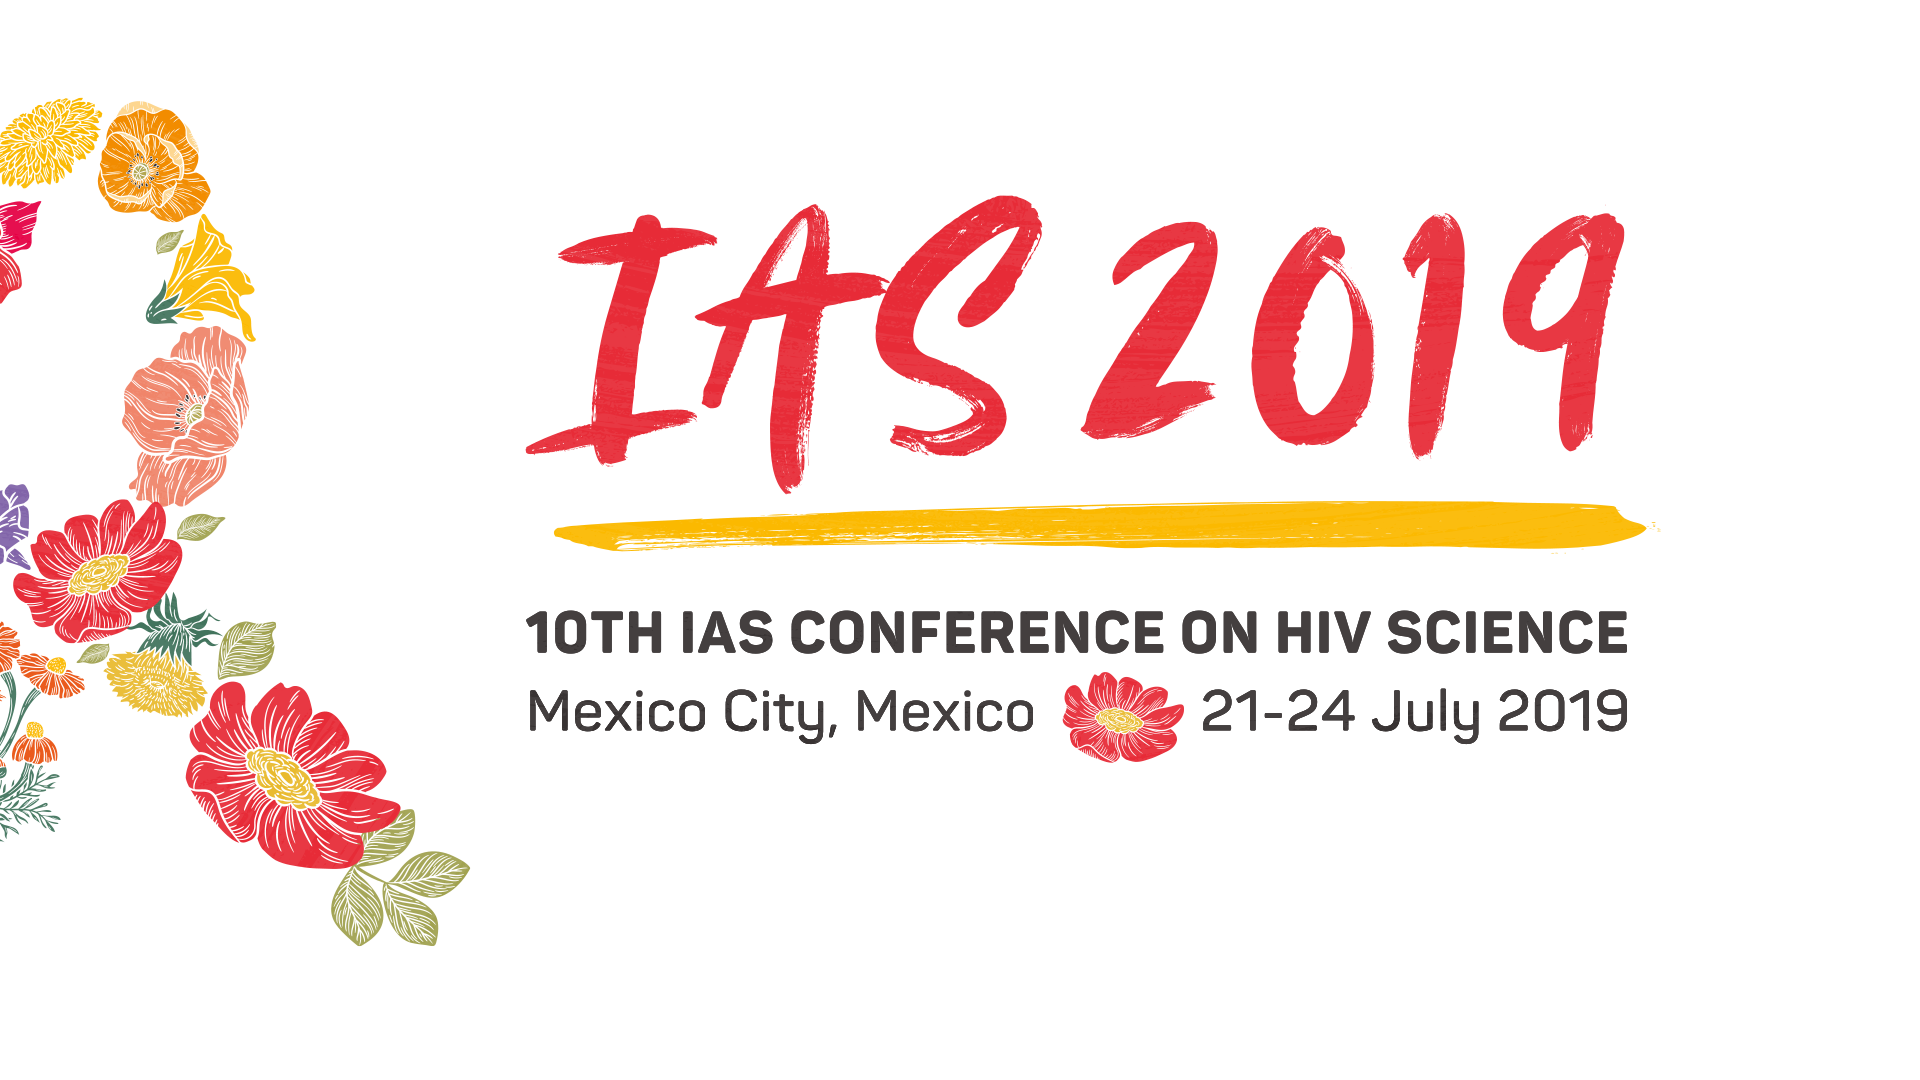 IAS 2019
10TH IAS CONFERENCE ON HIV SCIENCE
Mexico City, Mexico 21-24 July 2019